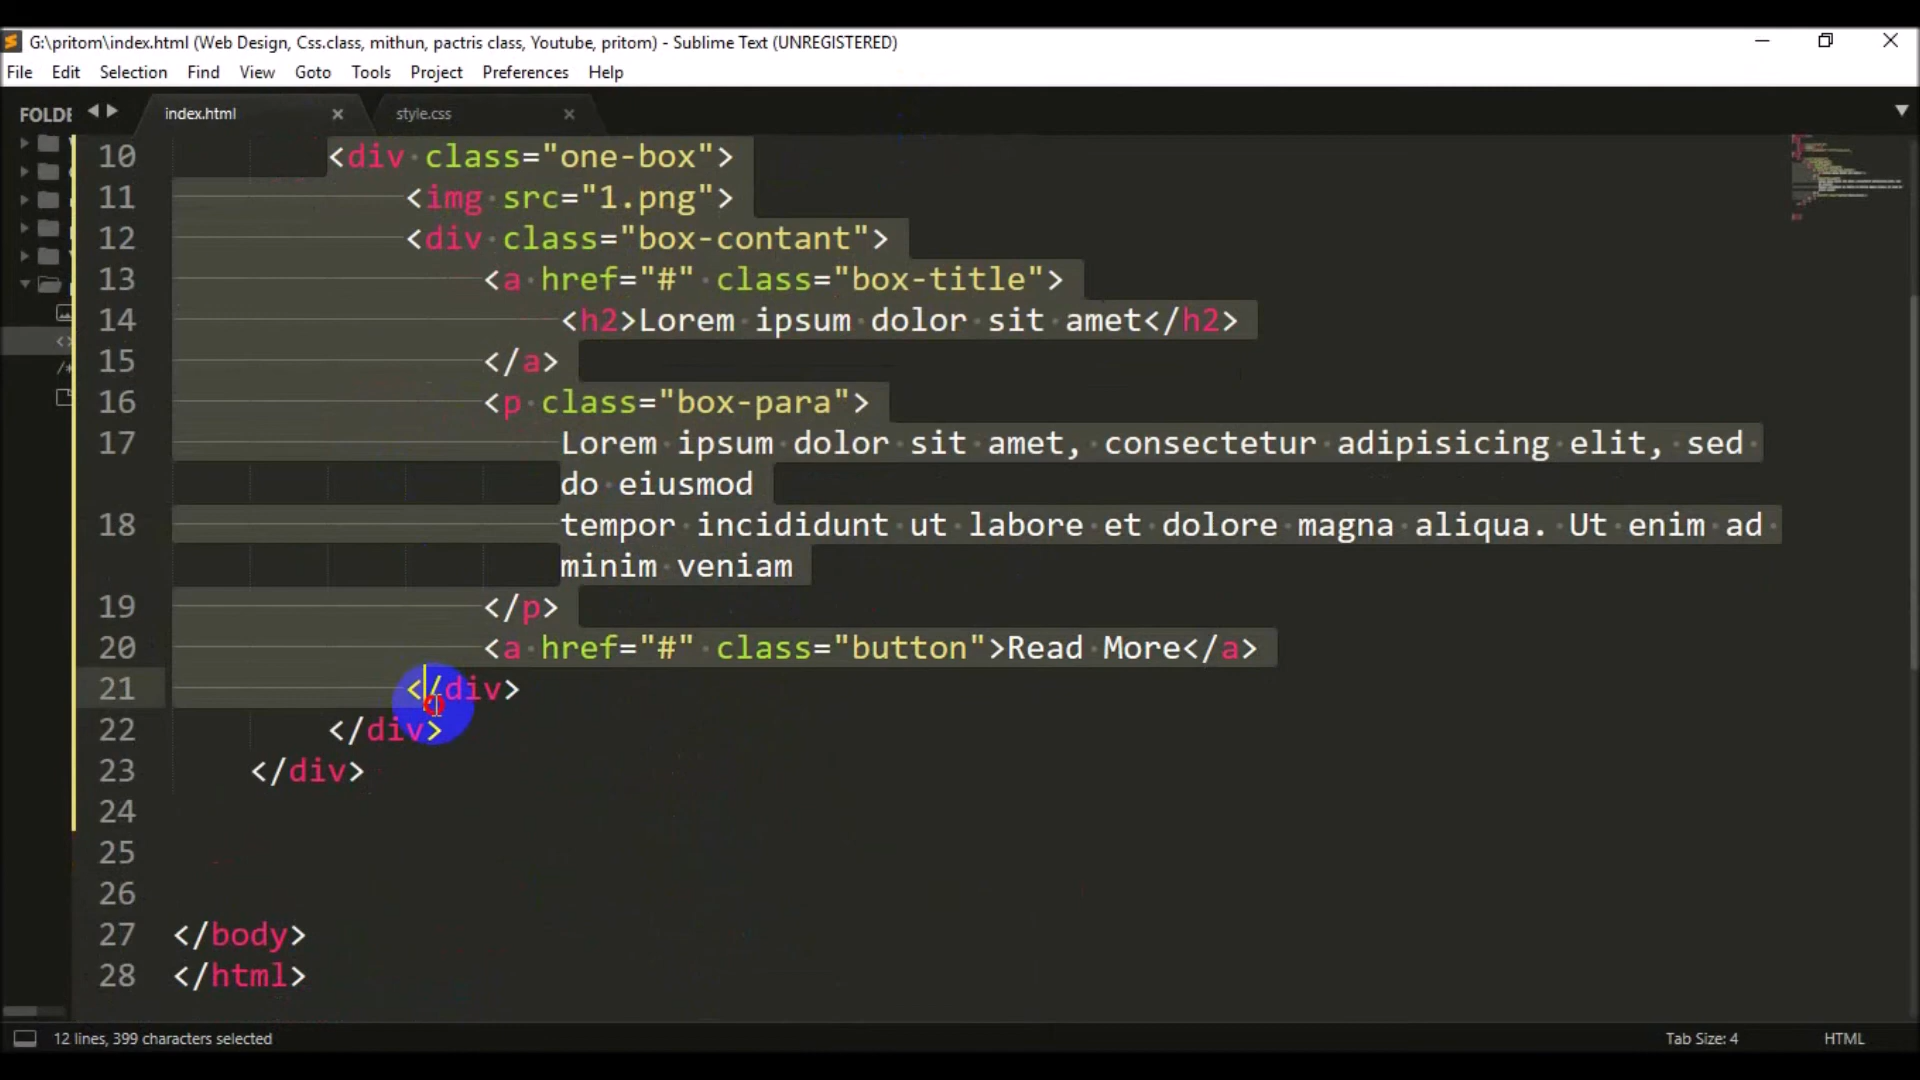 G:\pritom\index.html (Web Design, Css.class, mithun, pactris class, Youtube, pritom) - Sublime Text (UNREGISTERED)
File Edit Selection Find View Goto Tools Project Preferences Help
FOLDE index.html style.css
10 <div class="one-box">
11 <img src="1.png">
12 <div class="box-contant">
13 <a href="#" class="box-title">
14 <h2>Lorem ipsum dolor sit amet</h2>
15 </a>
16 <p class="box-para">
17 Lorem ipsum dolor sit amet, consectetur adipisicing elit, sed
do eiusmod
18 tempor incididunt ut labore et dolore magna aliqua. Ut enim ad
minim veniam
19 </p>
20 <a href="#" class="button">Read More</a>
21 </div>
22 </div>
23 </div>
24
25
26
27 </body>
28 </html>
12 lines, 399 characters selected Tab Size: 4 HTML